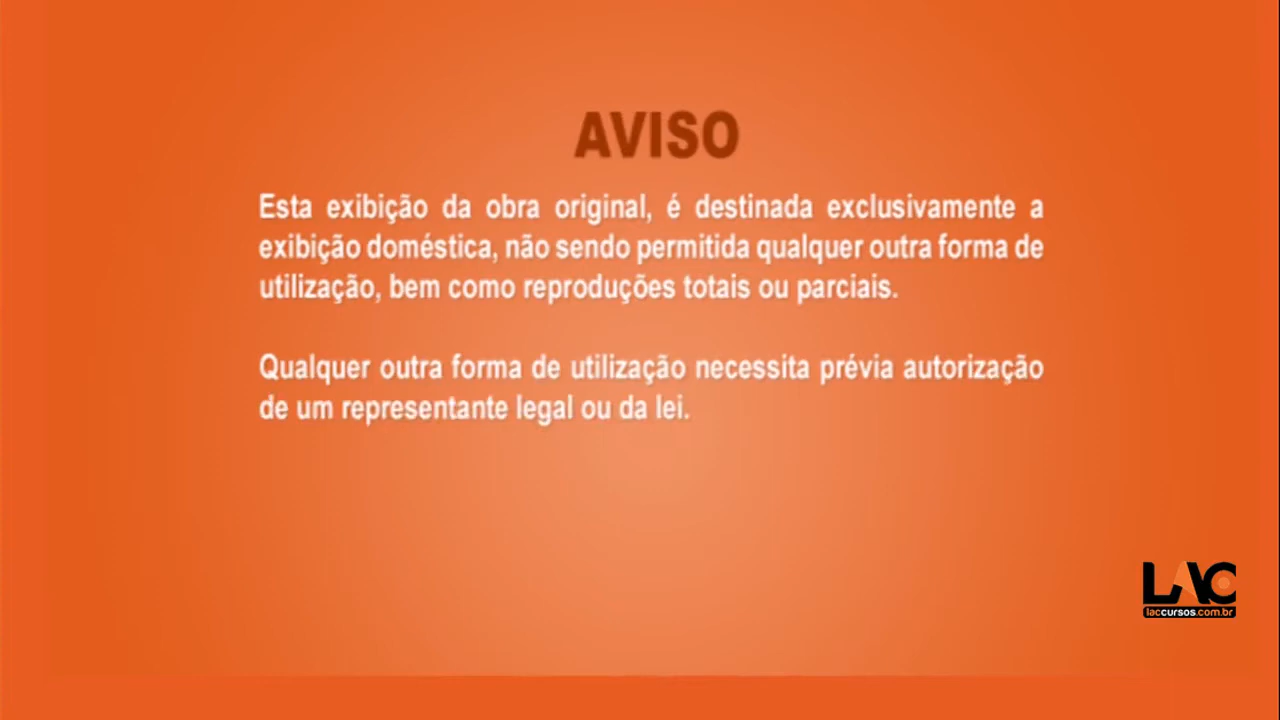 AVISO
Esta exibição da obra original, é destinada exclusivamente a
exibição doméstica, não sendo permitida qualquer outra forma de
utilização, bem como reproduções totais ou parciais.
Qualquer outra forma de utilização necessita prévia autorização
de um representante legal ou da lei.
LAC
laccursos.com.br